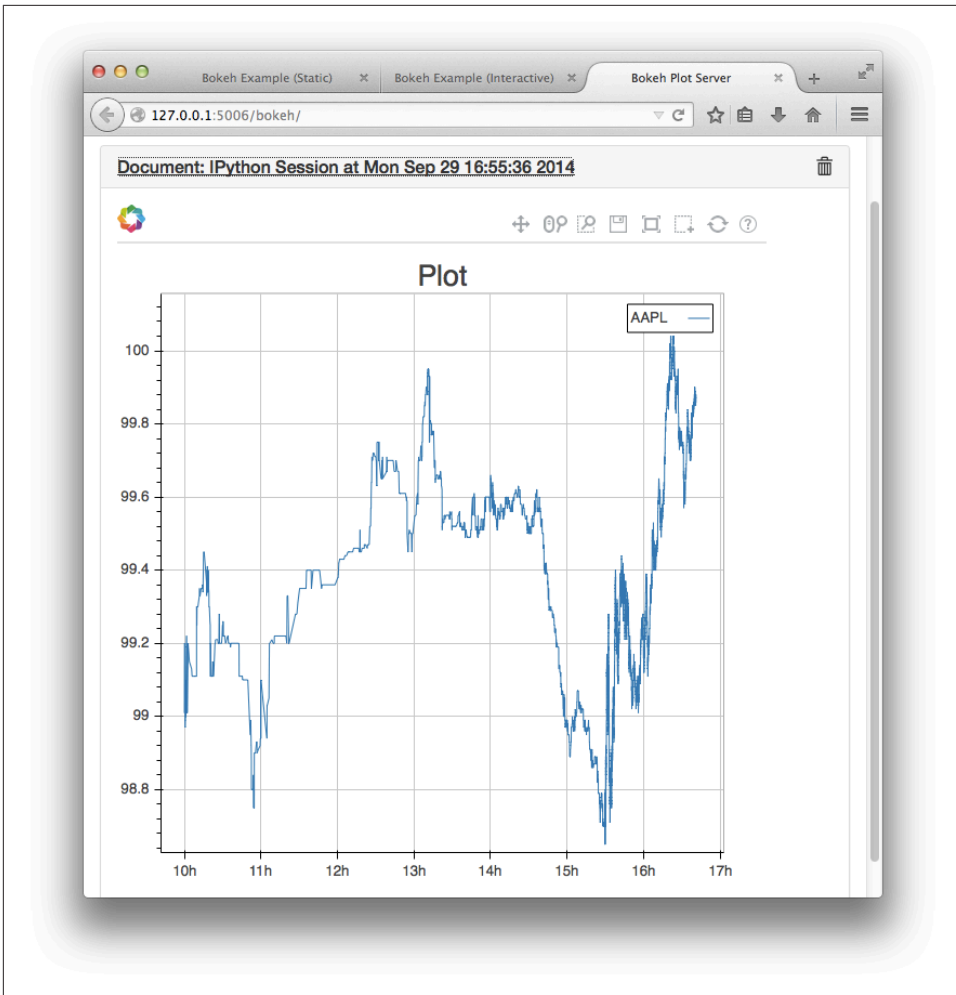 Bokeh Example (Static) × Bokeh Example (Interactive) × Bokeh Plot Server × +
127.0.0.1:5006/bokeh/
Document: IPython Session at Mon Sep 29 16:55:36 2014
?
Plot
AAPL
100
99.8
99.6
99.4
99.2
99
98.8
10h 11h 12h 13h 14h 15h 16h 17h